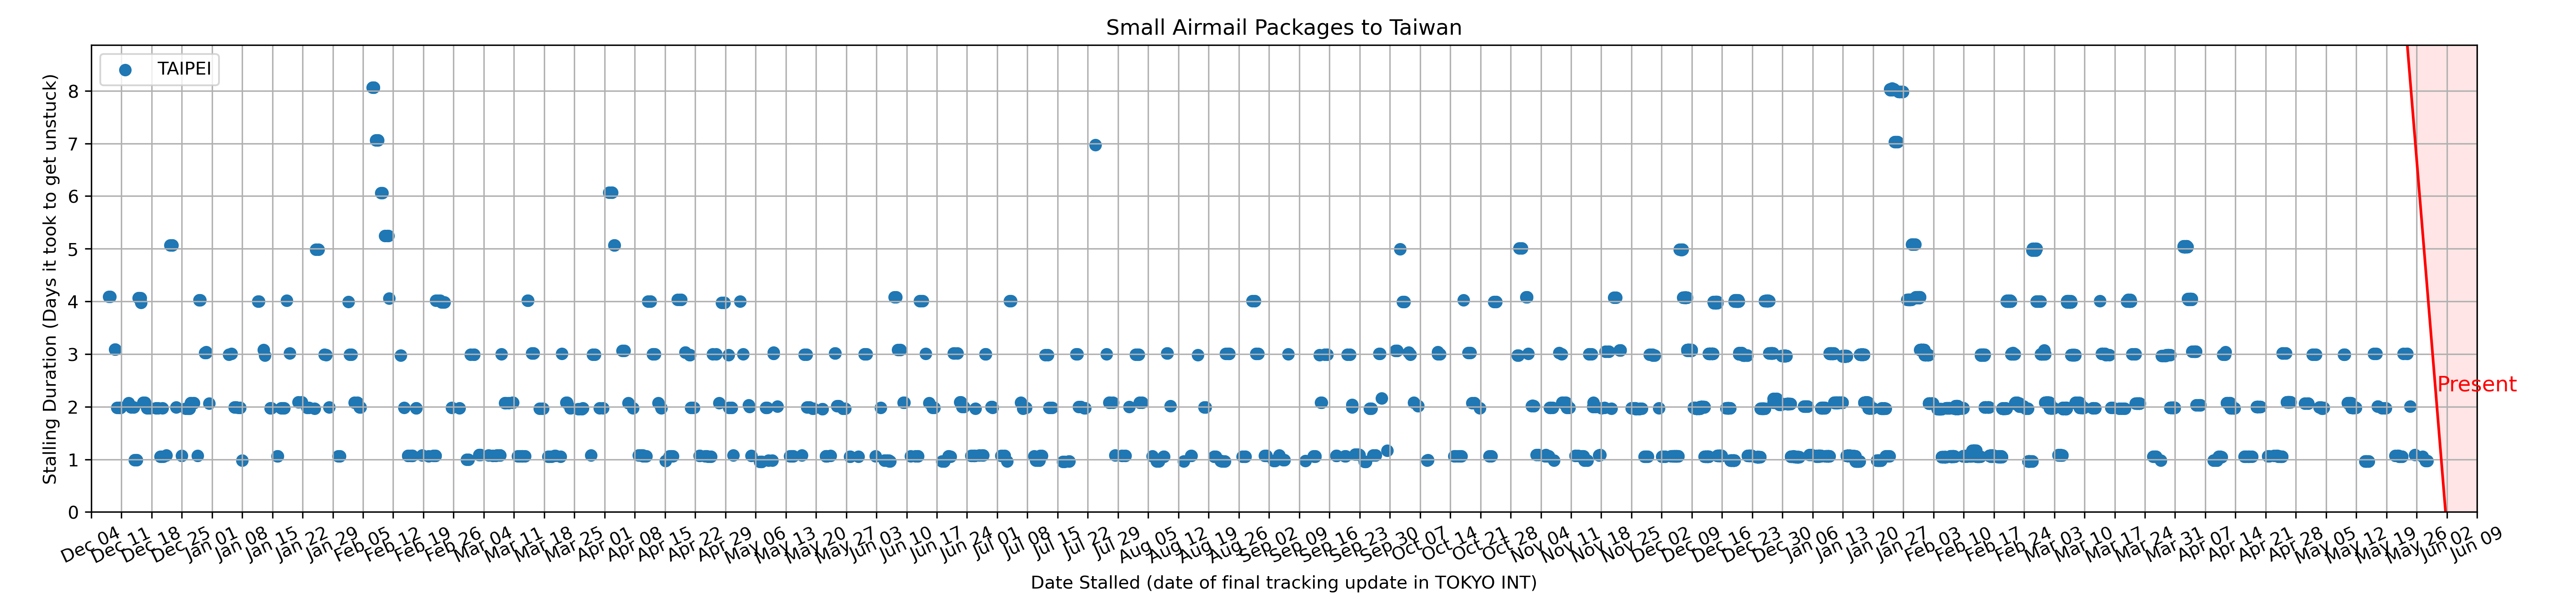 Small Airmail Packages to Taiwan
TAIPEI
Stalling Duration (Days it took to get unstuck)
8
7
6
5
4
3
2
1
0
Present
Dec 04 Dec 11 Dec 18 Dec 25 Jan 01 Jan 08 Jan 15 Jan 22 Jan 29 Feb 05 Feb 12 Feb 19 Feb 26 Mar 04 Mar 11 Mar 18 Mar 25 Apr 01 Apr 08 Apr 15 Apr 22 Apr 29 May 06 May 13 May 20 May 27 Jun 03 Jun 10 Jun 17 Jun 24 Jul 01 Jul 08 Jul 15 Jul 22 Jul 29 Aug 05 Aug 12 Aug 19 Aug 26 Sep 02 Sep 09 Sep 16 Sep 23 Sep 30 Oct 07 Oct 14 Oct 21 Oct 28 Nov 04 Nov 11 Nov 18 Nov 25 Dec 02 Dec 09 Dec 16 Dec 23 Dec 30 Jan 06 Jan 13 Jan 20 Jan 27 Feb 03 Feb 10 Feb 17 Feb 24 Mar 03 Mar 10 Mar 17 Mar 24 Mar 31 Apr 07 Apr 14 Apr 21 Apr 28 May 05 May 12 May 19 May 26 Jun 02 Jun 09
Date Stalled (date of final tracking update in TOKYO INT)